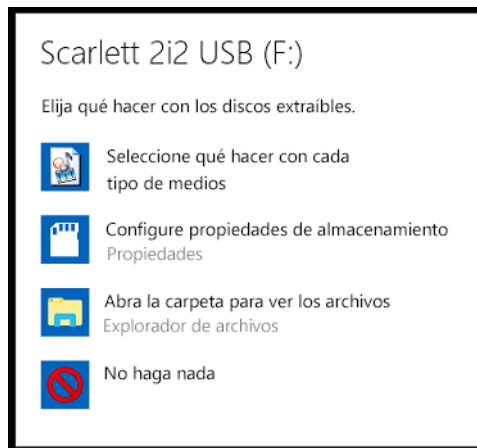 Scarlett 2i2 USB (F:)
Elija qué hacer con los discos extraíbles.
Seleccione qué hacer con cada
tipo de medios
Configure propiedades de almacenamiento
Propiedades
Abra la carpeta para ver los archivos
Explorador de archivos
No haga nada